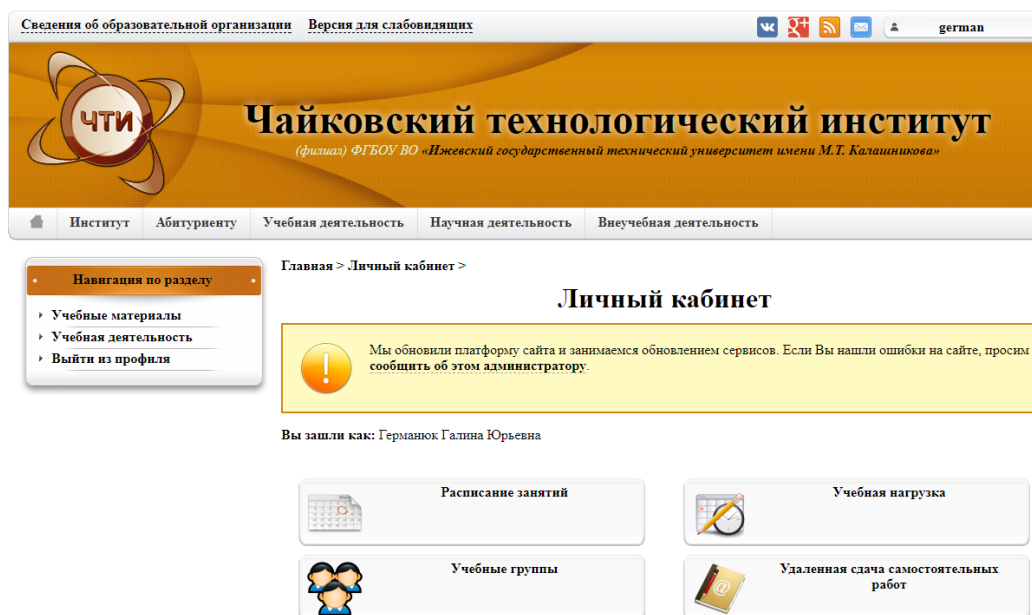 Сведения об образовательной организации Версия для слабовидящих german
ЧТИ
Чайковский технологический институт
(филиал) ФГБОУ ВО «Ижевский государственный технический университет имени М.Т. Калашникова»
Институт Абитуриенту Учебная деятельность Научная деятельность Внеучебная деятельность
Навигация по разделу
Учебные материалы
Учебная деятельность
Выйти из профиля
Главная > Личный кабинет >
Личный кабинет
Мы обновили платформу сайта и занимаемся обновлением сервисов. Если Вы нашли ошибки на сайте, просим
сообщить об этом администратору.
Вы зашли как: Германюк Галина Юрьевна
Расписание занятий
Учебная нагрузка
Учебные группы
Удаленная сдача самостоятельных
работ